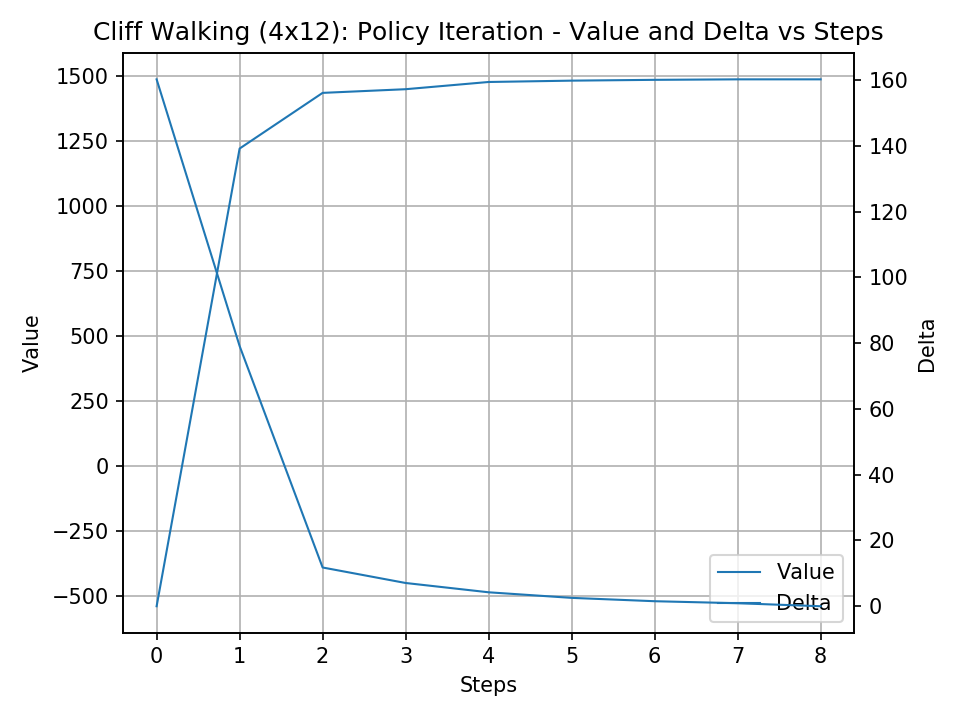 Cliff Walking (4x12): Policy Iteration - Value and Delta vs Steps
1500
1250
1000
750
500
250
0
−250
−500
Value
160
140
120
100
80
60
40
20
0
Delta
Value
Delta
0 1 2 3 4 5 6 7 8
Steps